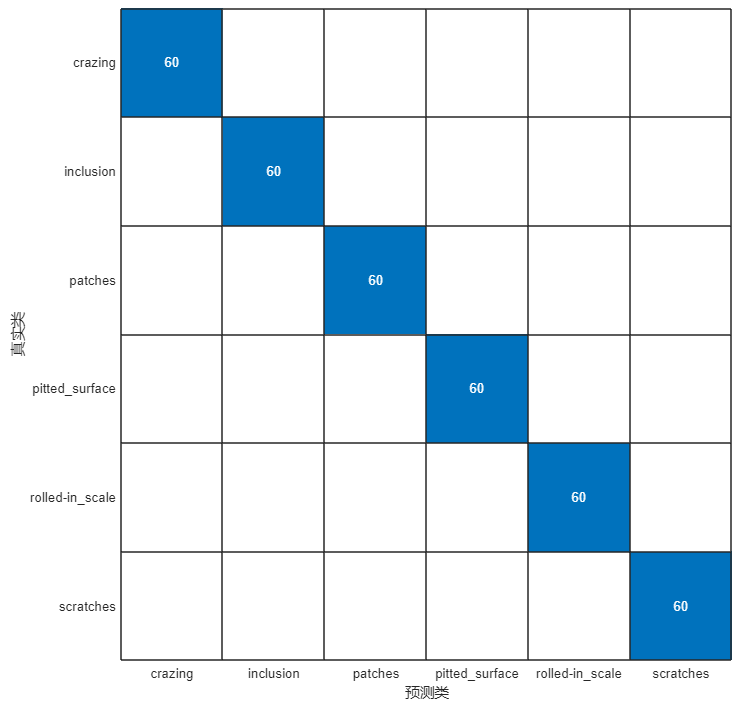 crazing 60
inclusion 60
patches 60
pitted_surface 60
rolled-in_scale 60
scratches 60
真实类
crazing inclusion patches pitted_surface rolled-in_scale scratches
预测类